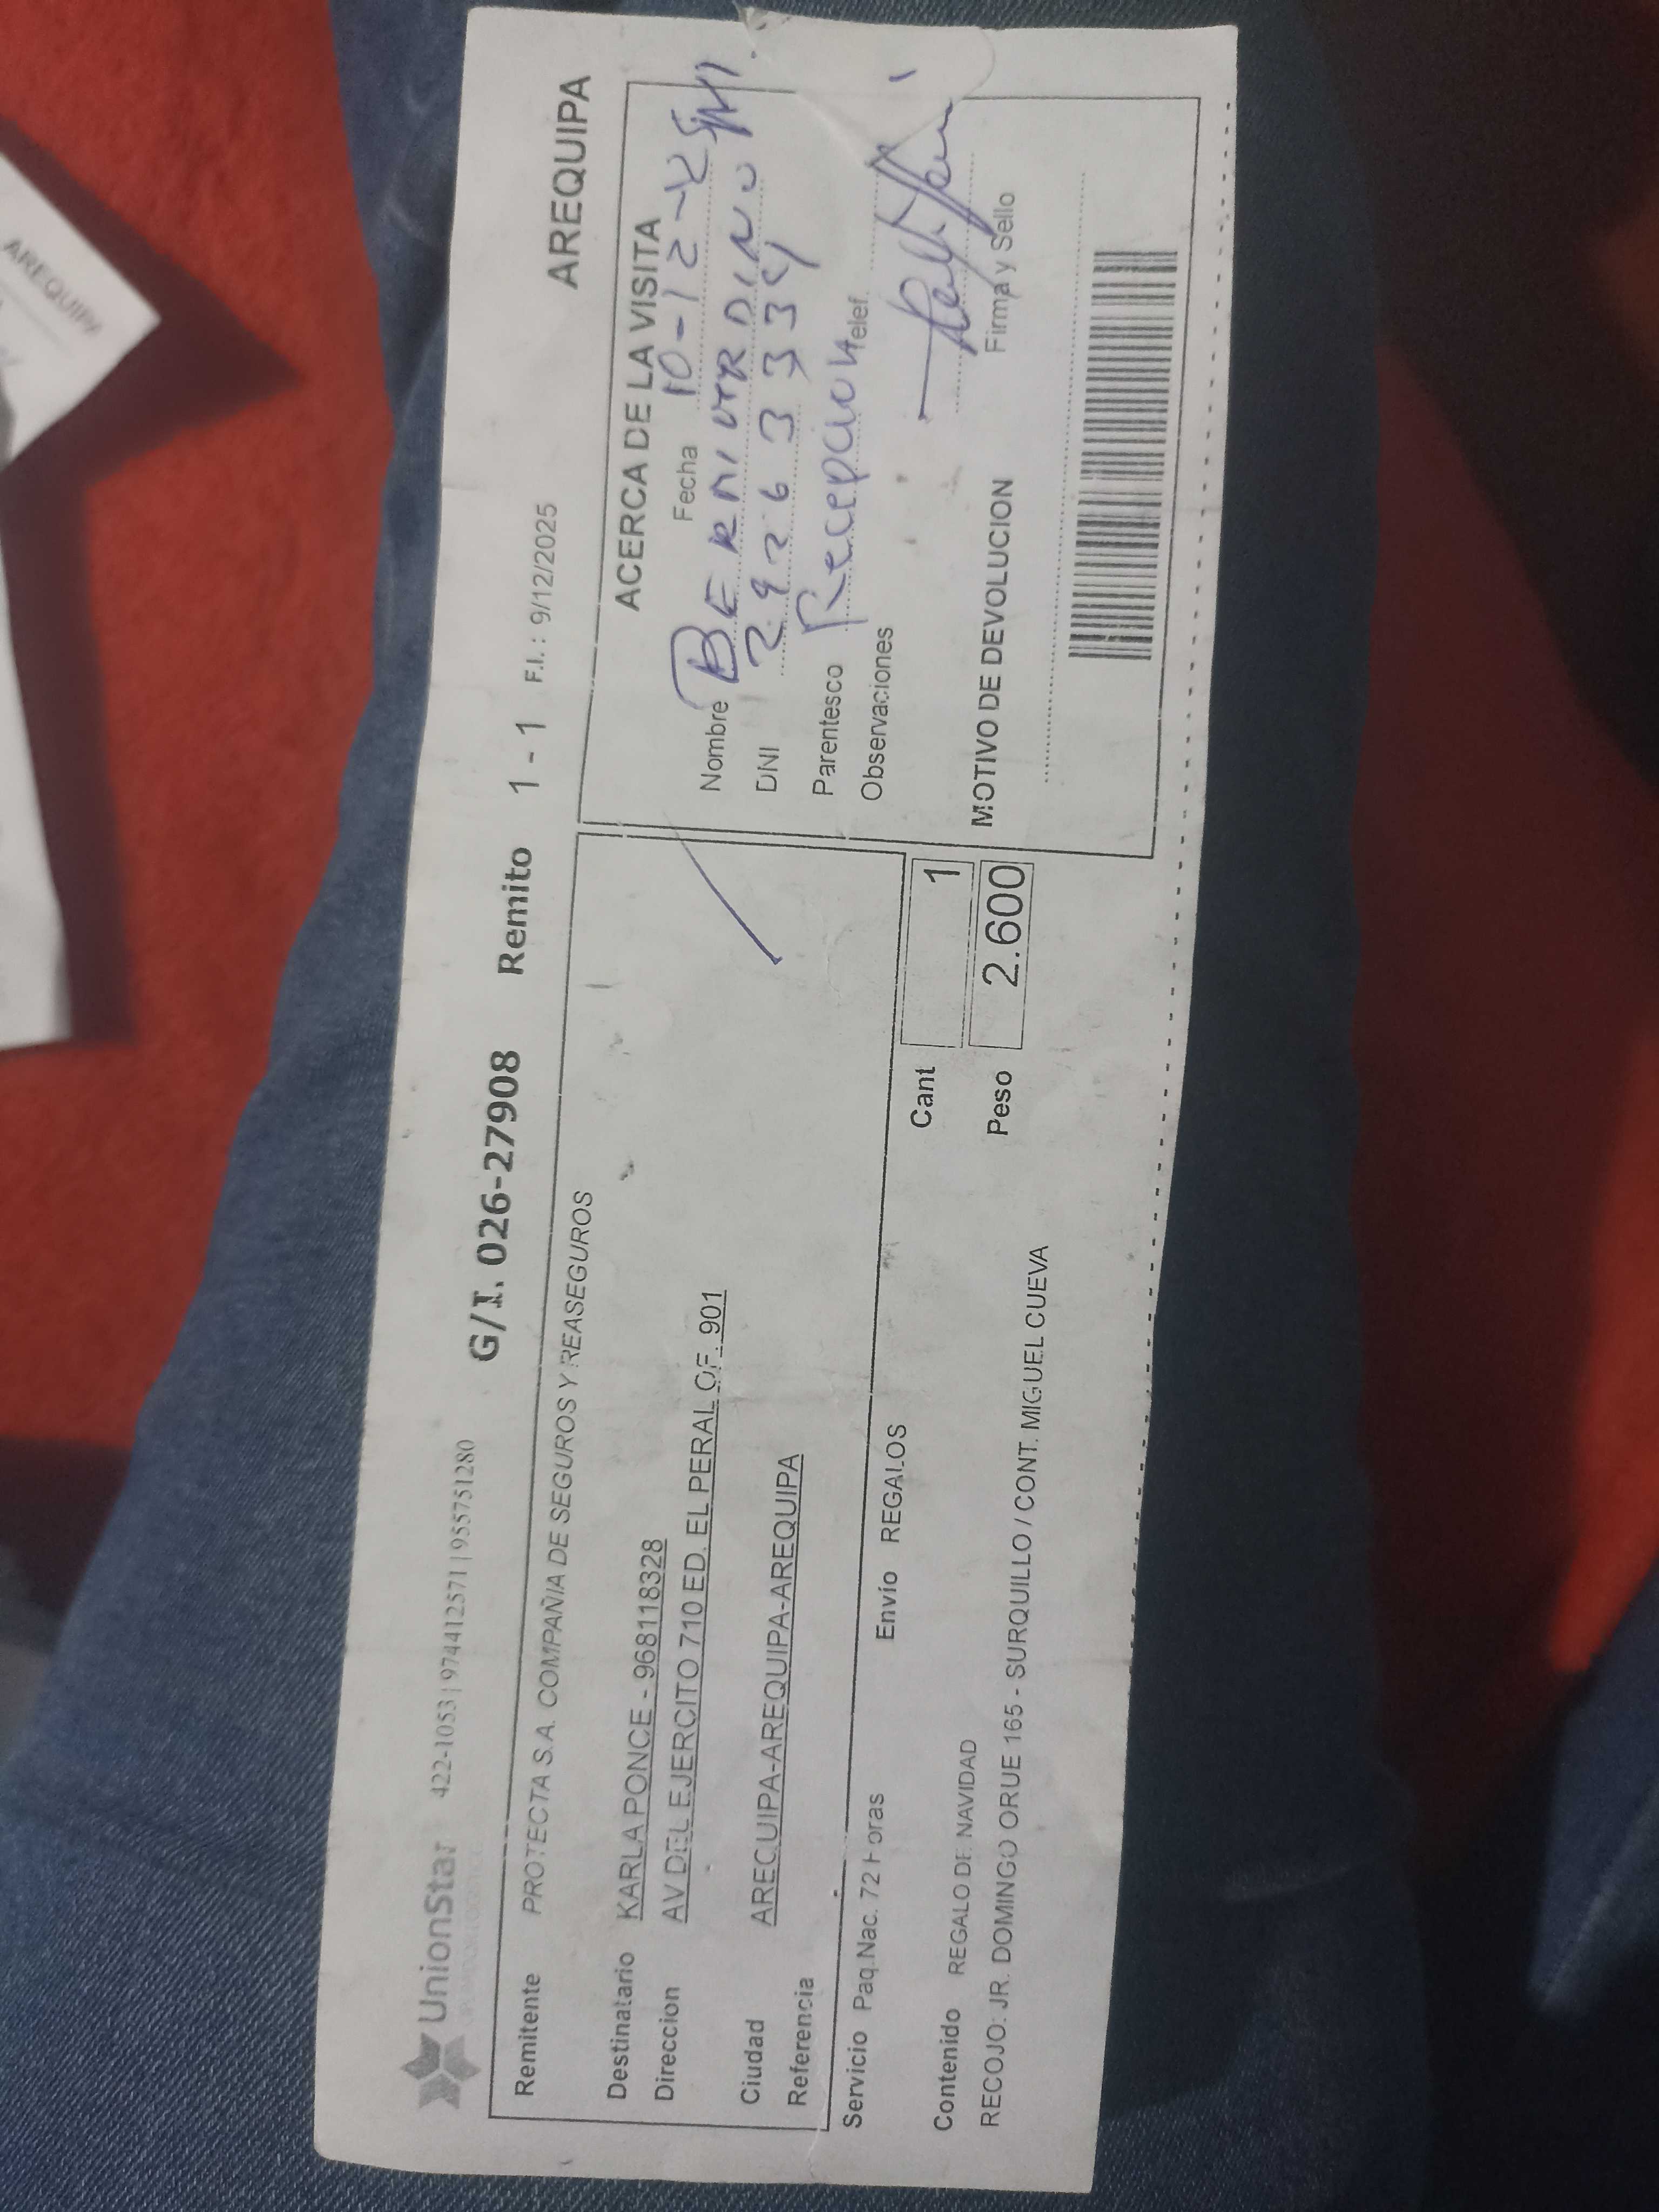 UnionStar 422-1053 | 974412571 | 955751280 G/I. 026-27908 Remito 1 - 1 F.I.: 9/12/2025 AREQUIPA
Remitente PROTECTA S.A. COMPAÑIA DE SEGUROS Y REASEGUROS
Destinatario KARLA PONCE - 968118328
Direccion AV DEL EJERCITO 710 ED. EL PERAL OF. 901
Ciudad AREQUIPA-AREQUIPA-AREQUIPA
Referencia
Servicio Paq.Nac. 72 Horas Envío REGALOS
Contenido REGALO DE NAVIDAD
RECOJO: JR. DOMINGO ORUE 165 - SURQUILLO / CONT. MIGUEL CUEVA
Cant 1
Peso 2.600
ACERCA DE LA VISITA
Fecha 10-12-25
Nombre
DNI
Parentesco Recepcion Telef.
Observaciones
Firma y Sello
MOTIVO DE DEVOLUCION
AREQUIPA